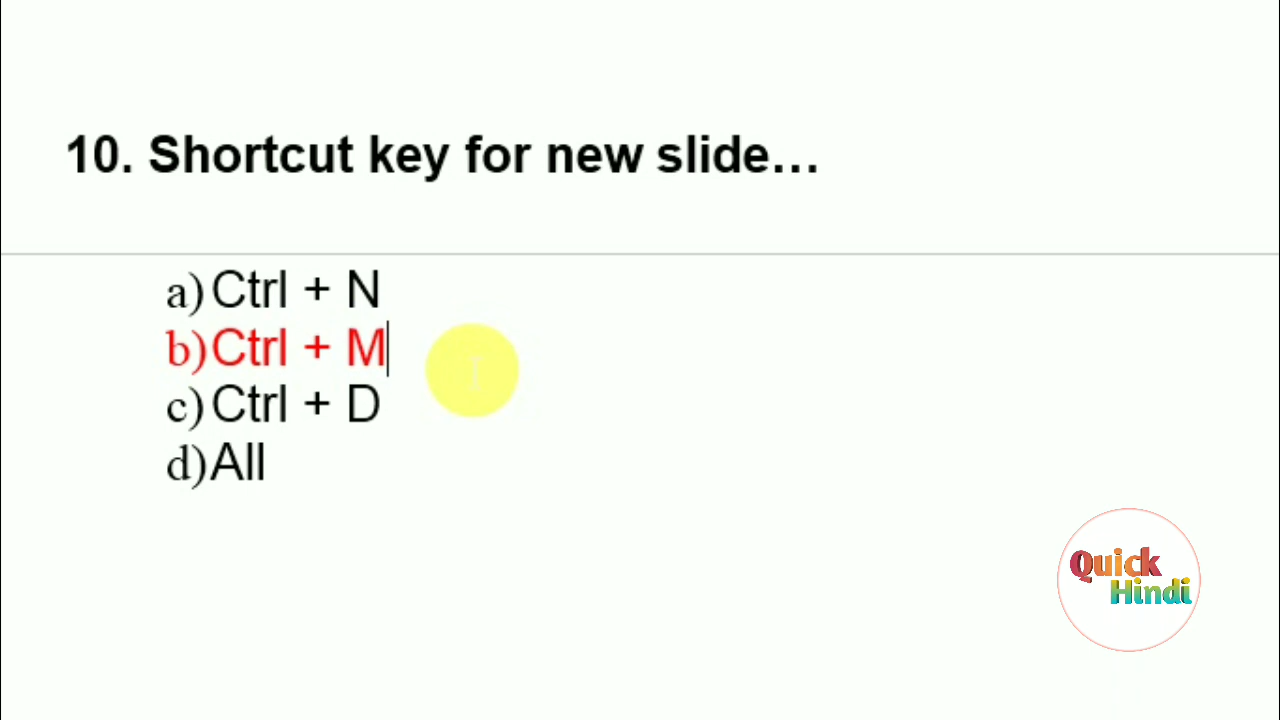 10. Shortcut key for new slide...
a) Ctrl + N
b) Ctrl + M
c) Ctrl + D
d) All
Quick
Hindi